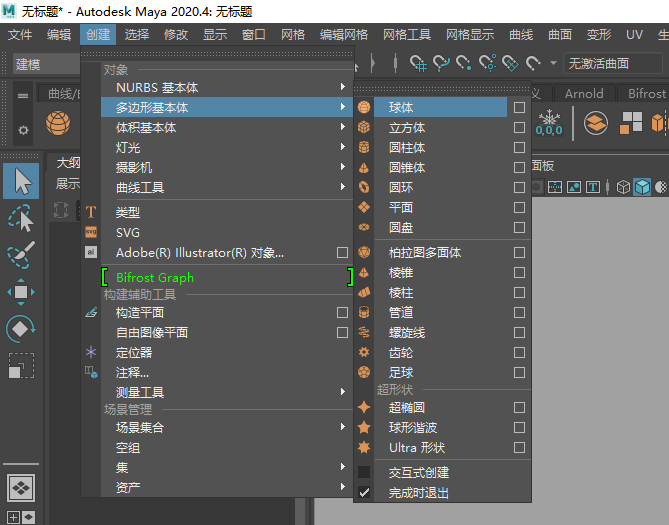 无标题* - Autodesk Maya 2020.4: 无标题
文件 编辑 创建 选择 修改 显示 窗口 网格 编辑网格 网格工具 网格显示 曲线 曲面 变形 UV
建模
无激活曲面
对象
NURBS 基本体
多边形基本体
体积基本体
灯光
摄影机
曲线工具
类型
SVG
Adobe(R) Illustrator(R) 对象...
Bifrost Graph
构建辅助工具
构造平面
自由图像平面
定位器
注释...
测量工具
场景管理
场景集合
空组
集
资产
球体
立方体
圆柱体
圆锥体
圆环
平面
圆盘
柏拉图多面体
棱锥
棱柱
管道
螺旋线
齿轮
足球
超形状
超椭圆
球形谐波
Ultra 形状
交互式创建
完成时退出
曲线/曲
Arnold
Bifrost
0,0,0
大纲
展示
面板
T
svg
ai